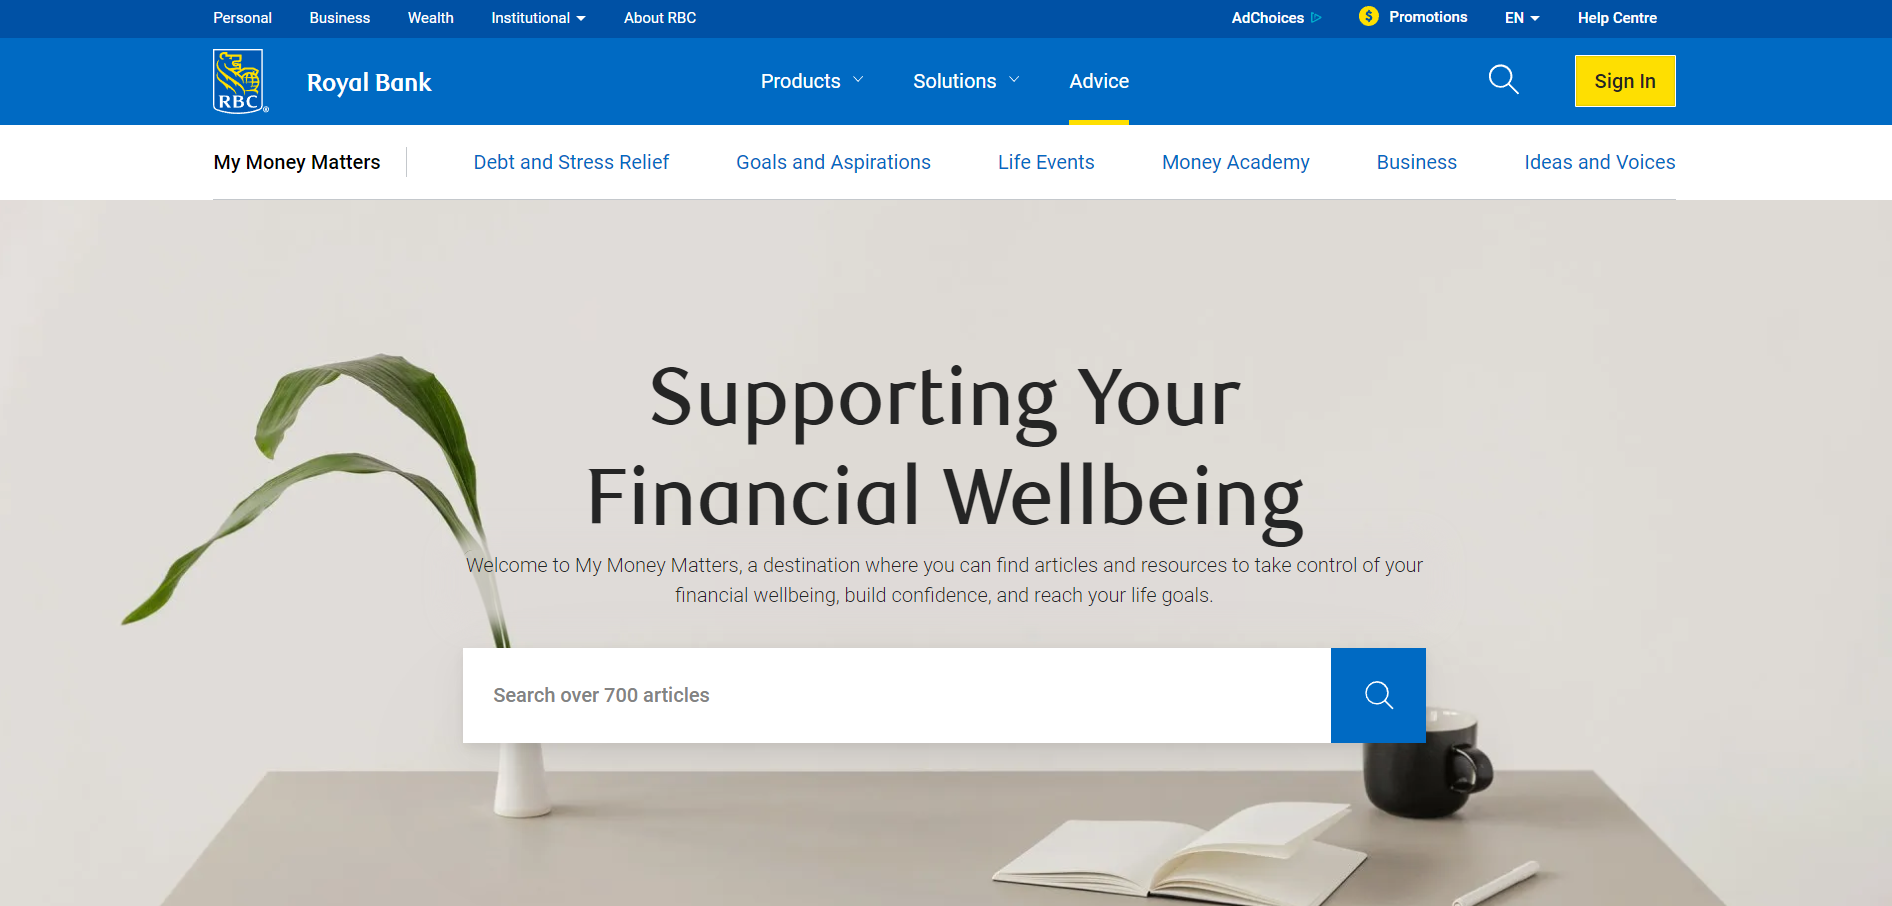 Personal Business Wealth Institutional About RBC AdChoices Promotions EN Help Centre
RBC® Royal Bank Products Solutions Advice Sign In
My Money Matters Debt and Stress Relief Goals and Aspirations Life Events Money Academy Business Ideas and Voices
Supporting Your
Financial Wellbeing
Welcome to My Money Matters, a destination where you can find articles and resources to take control of your
financial wellbeing, build confidence, and reach your life goals.
Search over 700 articles